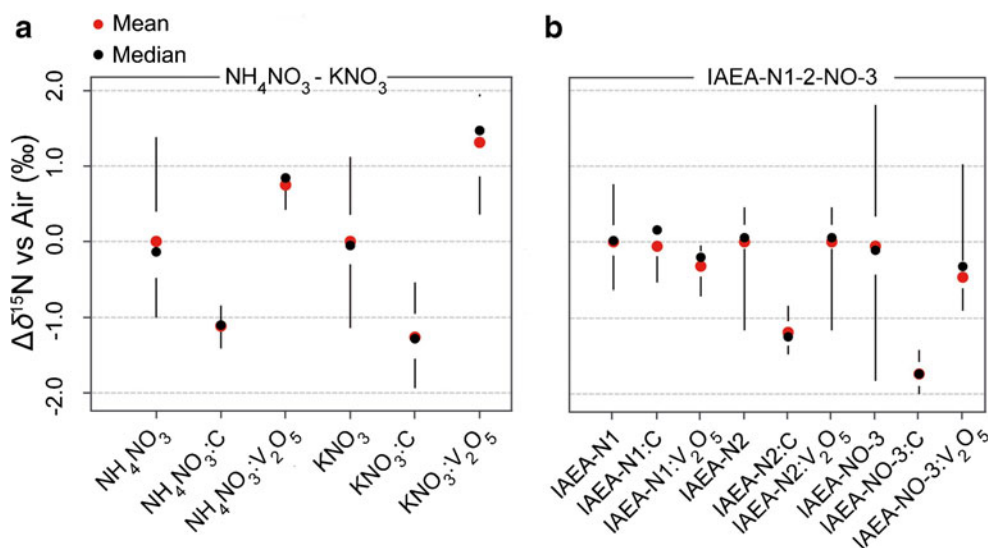 a
Mean
Median
NH₄NO₃ - KNO₃
Δδ¹⁵N vs Air (‰)
2.0
1.0
0.0
-1.0
-2.0
NH₄NO₃
NH₄NO₃:C
NH₄NO₃:V₂O₅
KNO₃
KNO₃:C
KNO₃:V₂O₅
b
IAEA-N1-2-NO-3
IAEA-N1
IAEA-N1:C
IAEA-N1:V₂O₅
IAEA-N2
IAEA-N2:C
IAEA-N2:V₂O₅
IAEA-NO-3
IAEA-NO-3:C
IAEA-NO-3:V₂O₅